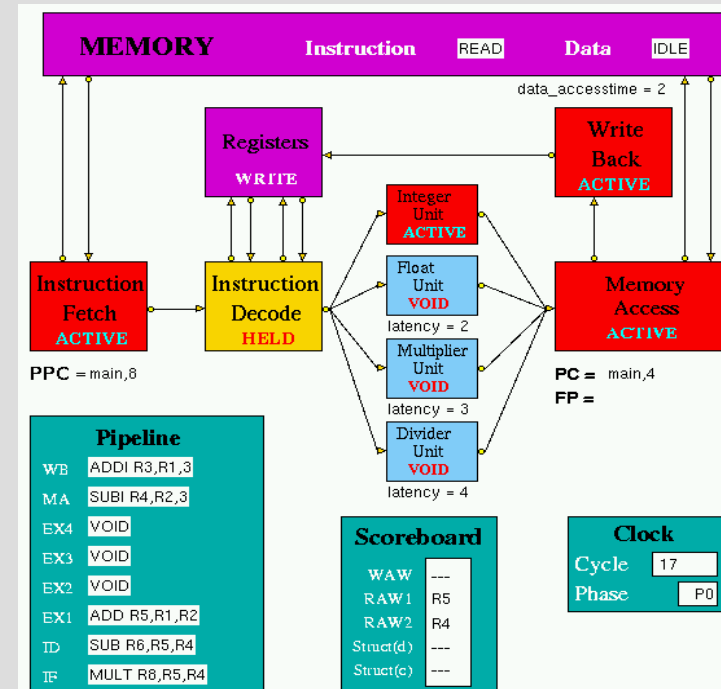 MEMORY Instruction READ Data IDLE
data_accesstime = 2
Registers
WRITE
Write
Back
ACTIVE
Integer
Unit
ACTIVE
Instruction
Fetch
ACTIVE
Instruction
Decode
HELD
Float
Unit
VOID
latency = 2
Memory
Access
ACTIVE
Multiplier
Unit
VOID
latency = 3
PPC = main,8
PC = main,4
FP =
Divider
Unit
VOID
latency = 4
Pipeline
WB ADDI R3,R1,3
MA SUBI R4,R2,3
EX4 VOID
EX3 VOID
EX2 VOID
EX1 ADD R5,R1,R2
ID SUB R6,R5,R4
IF MULT R8,R5,R4
Scoreboard
WAW ---
RAW1 R5
RAW2 R4
Struct(d) ---
Struct(c) ---
Clock
Cycle 17
Phase P0